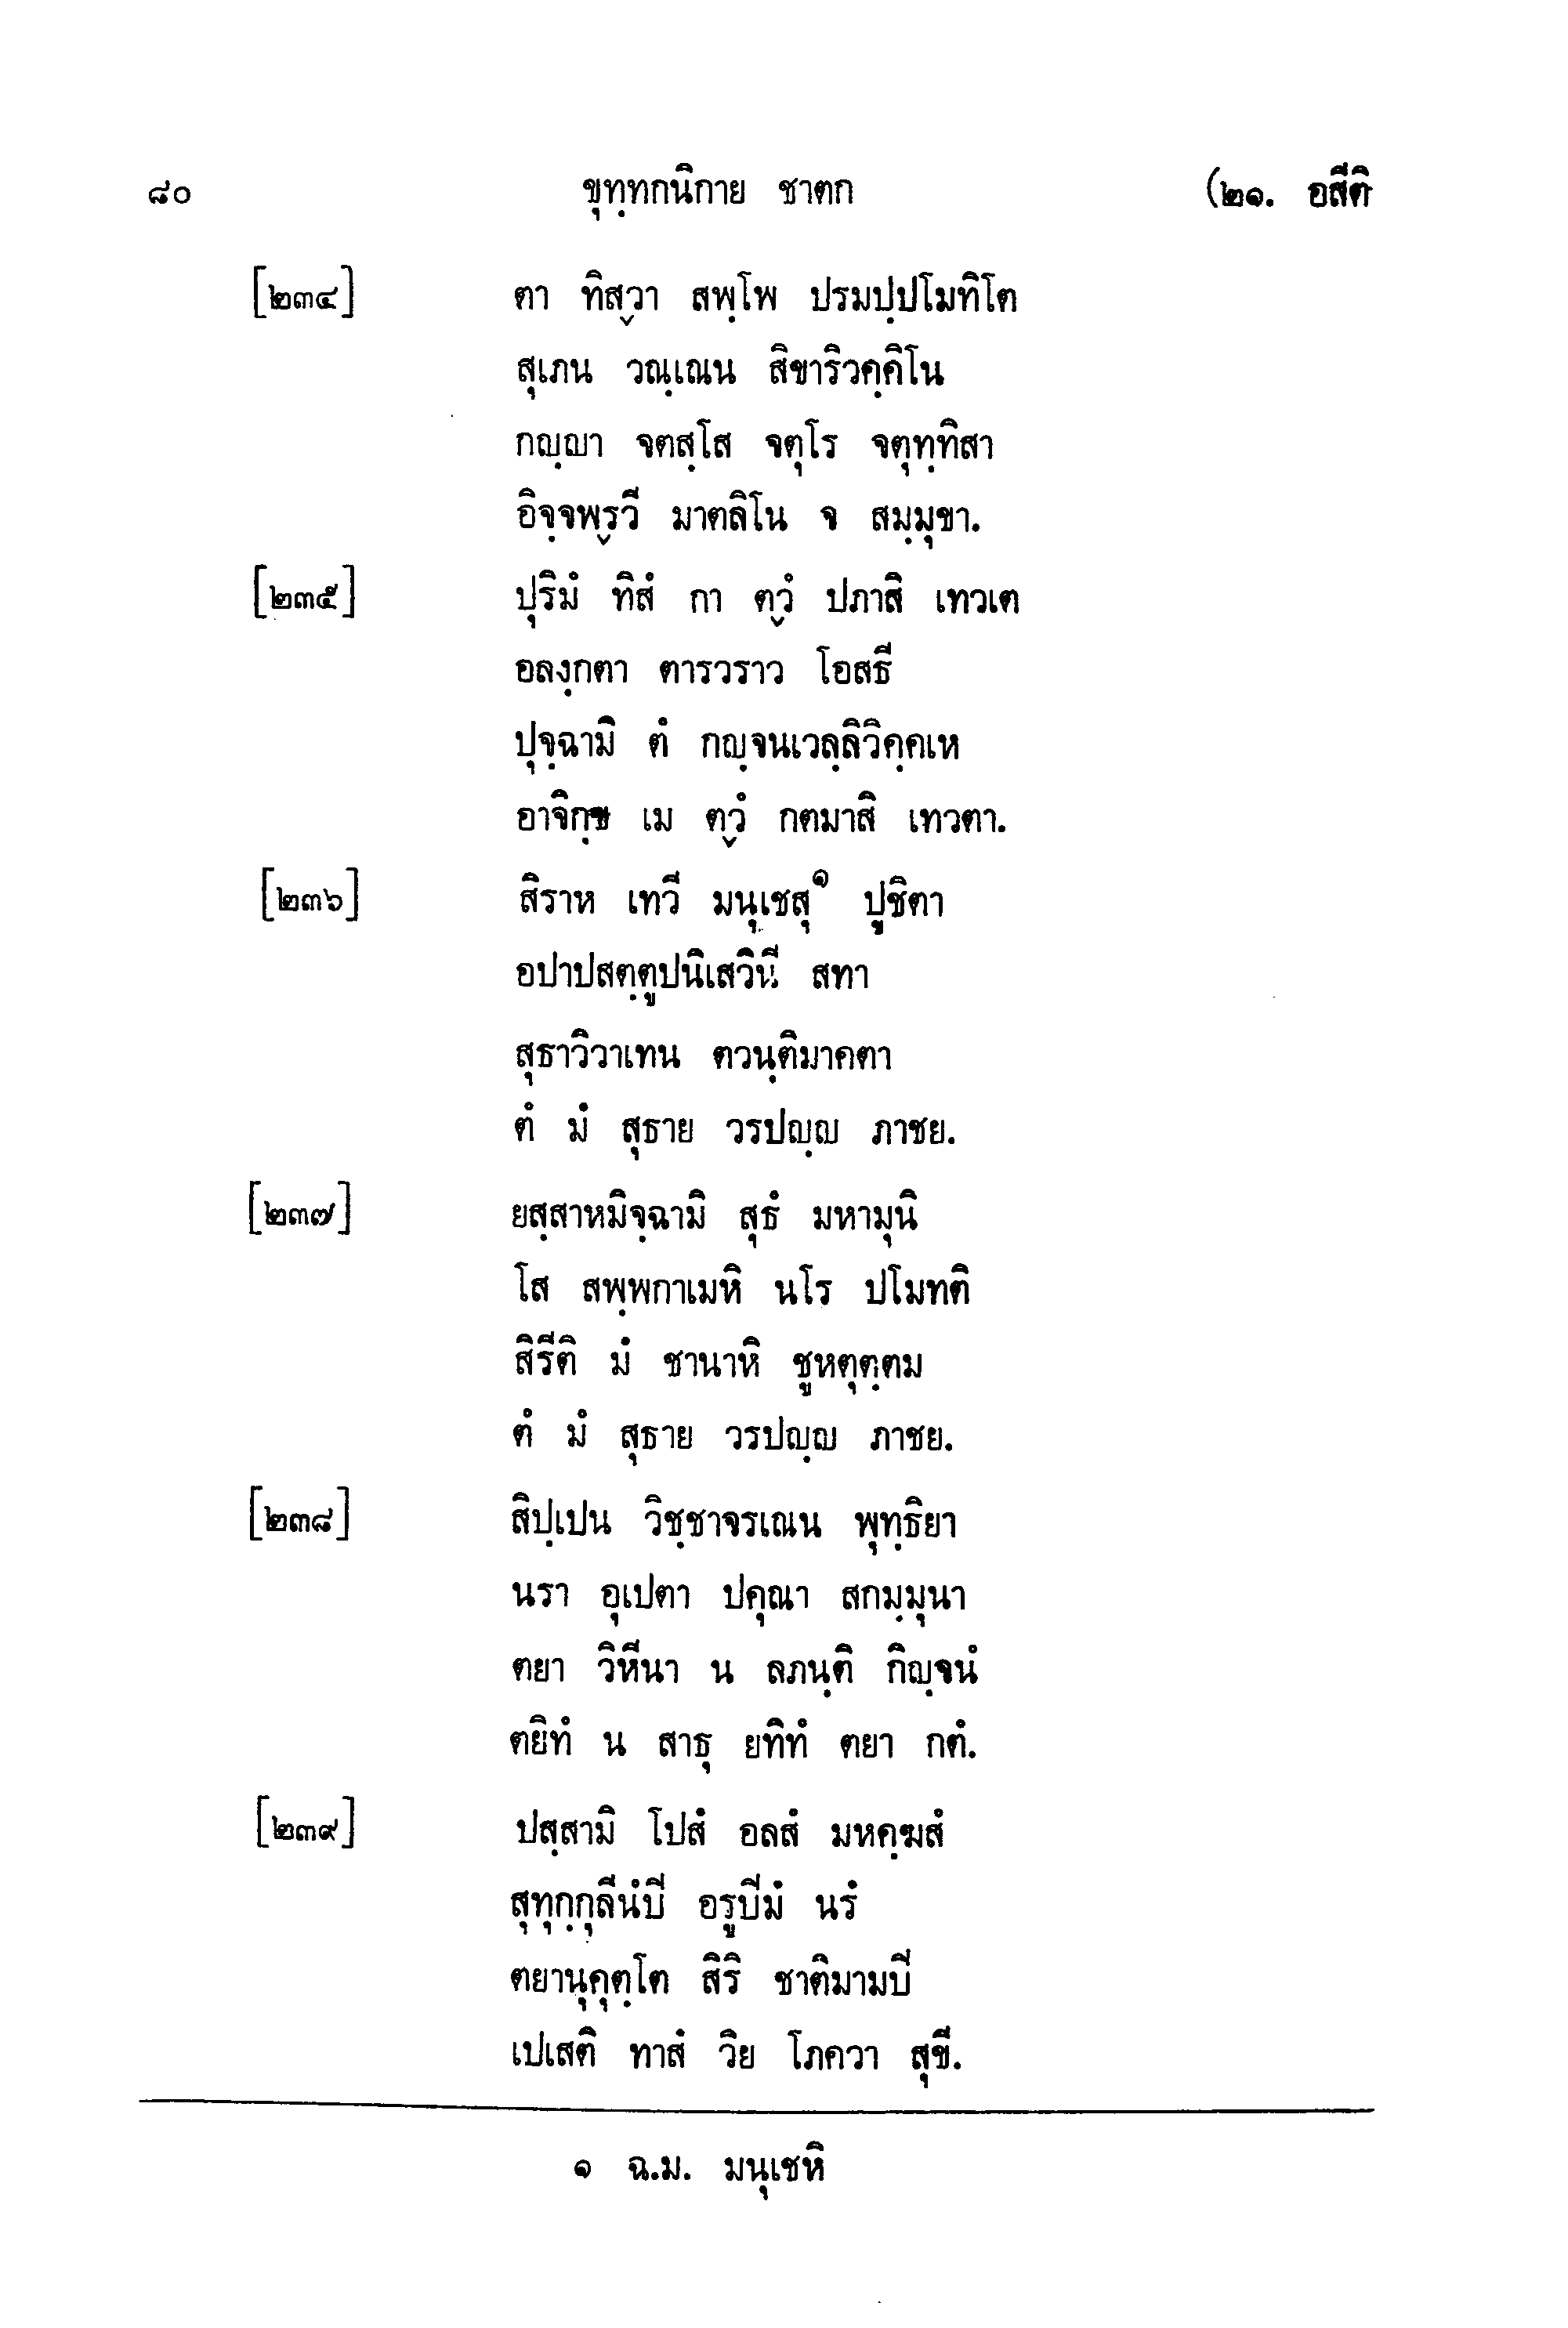 ๘๐ ขุทฺทกนิกาย ชาตก (๒๑. อสีติ
[๒๓๔] ตา ทิสฺวา สพฺโพ ปรมปฺปโมทิโต
สุเภน วณฺเณน สิขาริวคฺคิโน
กญฺญา จตสฺโส จตุโร จตุทฺทิสา
อิจฺจพฺรฺวี มาตลิโน จ สมฺมุขา.
[๒๓๕] ปุริมํ ทิสํ กา ตฺวํ ปภาสิ เทวเต
อลงฺกตา ตารวราว โอสธี
ปุจฺฉามิ ตํ กญฺจนเวลฺลิวิคฺคเห
อาจิกฺข เม ตฺวํ กตมาสิ เทวตา.
[๒๓๖] สิราห เทวี มนุเชสุ๑ ปูชิตา
อปาปสตฺตูปนิเสวินี สทา
สุธาวิวาเทน ตวนฺติมาคตา
ตํ มํ สุธาย วรปญฺญ ภาชย.
[๒๓๗] ยสฺสาหมิจฺฉามิ สุธํ มหามุนิ
โส สพฺพกาเมหิ นโร ปโมทติ
สิรีติ มํ ชานาหิ ชูหตุตฺตม
ตํ มํ สุธาย วรปญฺญ ภาชย.
[๒๓๘] สิปฺเปน วิชฺชาจรเณน พุทฺธิยา
นรา อุเปตา ปคุณา สกมฺมุนา
ตยา วิหีนา น ลภนฺติ กิญฺจนํ
ตยิทํ น สาธุ ยทิทํ ตยา กตํ.
[๒๓๙] ปสฺสามิ โปสํ อลสํ มหคฺฆสํ
สุทุกฺกุลีนํปี อรูปิมํ นรํ
ตยานุคุตฺโต สิริ ชาติมามปี
เปเสติ ทาสํ วิย โภควา สุขี.
๑ ฉ.ม. มนุเชหิ